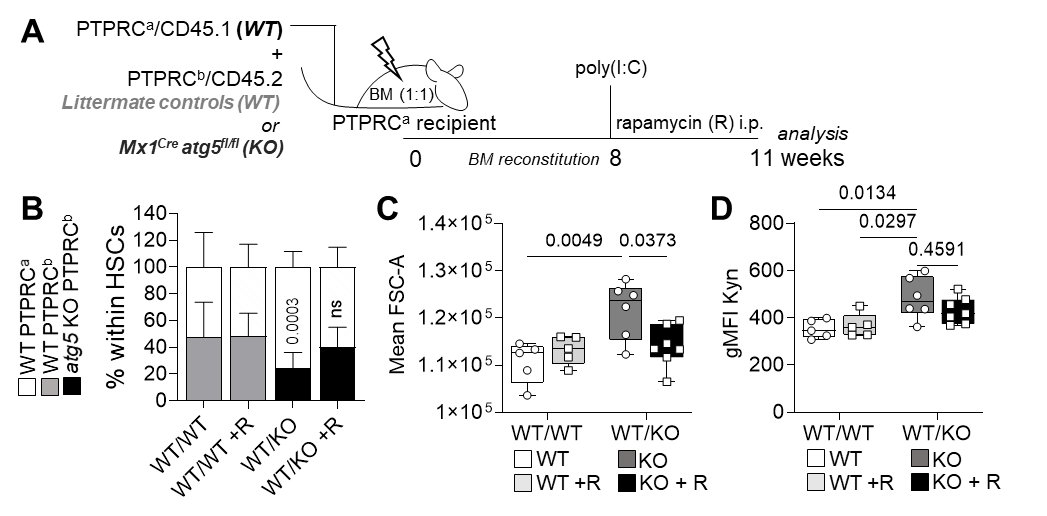 A
PTPRCᵃ/CD45.1 (WT)
+
PTPRCᵇ/CD45.2
Littermate controls (WT)
or
Mx1ᶜʳᵉ atg5ᶠˡ/ᶠˡ (KO)
BM (1:1)
PTPRCᵃ recipient
poly(I:C)
rapamycin (R) i.p.
analysis
0
BM reconstitution
8
11 weeks
B
WT PTPRCᵃ
WT PTPRCᵇ
atg5 KO PTPRCᵇ
% within HSCs
140
120
100
80
60
40
20
0
0.0003
ns
WT/WT
WT/WT +R
WT/KO
WT/KO +R
C
Mean FSC-A
1.4×10⁵
1.3×10⁵
1.2×10⁵
1.1×10⁵
1×10⁵
0.0049
0.0373
WT/WT
WT/KO
WT
KO
WT +R
KO + R
D
gMFI Kyn
800
600
400
200
0
0.0134
0.0297
0.4591
WT/WT
WT/KO
WT
KO
WT +R
KO + R